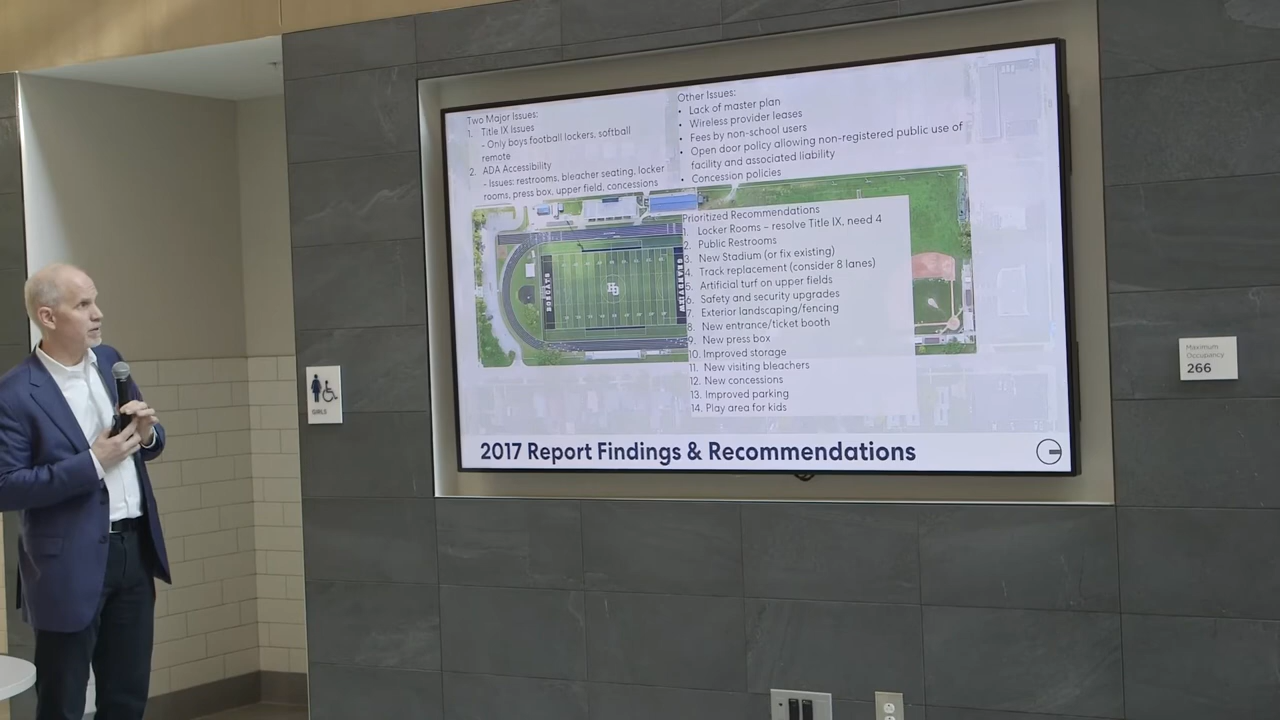 Two Major Issues:
1. Title IX Issues
- Only boys football lockers, softball
remote
2. ADA Accessibility
- Issues: restrooms, bleacher seating, locker
rooms, press box, upper field, concessions
Other Issues:
• Lack of master plan
• Wireless provider leases
• Fees by non-school users
• Open door policy allowing non-registered public use of
facility and associated liability
• Concession policies
Prioritized Recommendations
1. Locker Rooms – resolve Title IX, need 4
2. Public Restrooms
3. New Stadium (or fix existing)
4. Track replacement (consider 8 lanes)
5. Artificial turf on upper fields
6. Safety and security upgrades
7. Exterior landscaping/fencing
8. New entrance/ticket booth
9. New press box
10. Improved storage
11. New visiting bleachers
12. New concessions
13. Improved parking
14. Play area for kids
BOBCATS
GRANDVIEW
2017 Report Findings & Recommendations
GIRLS
Maximum
Occupancy
266